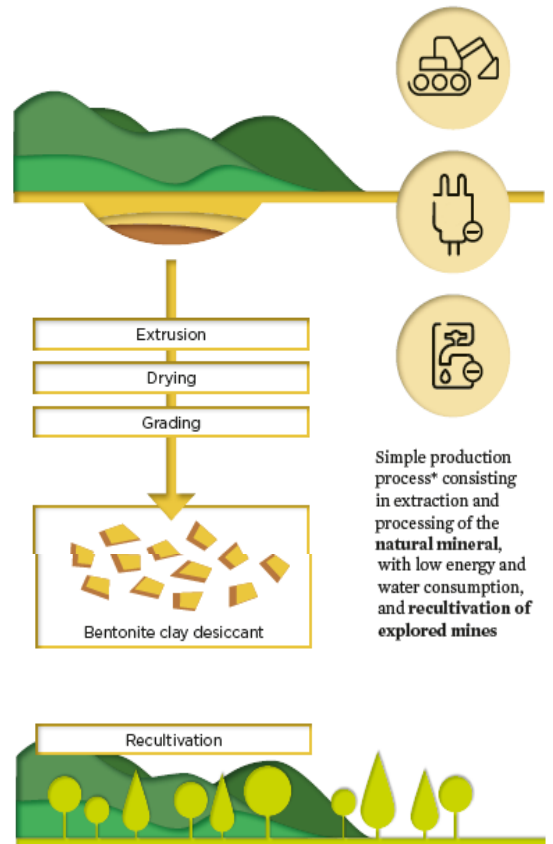 Extrusion
Drying
Grading
Bentonite clay desiccant
Simple production
process* consisting
in extraction and
processing of the
natural mineral,
with low energy and
water consumption,
and recultivation of
explored mines
Recultivation